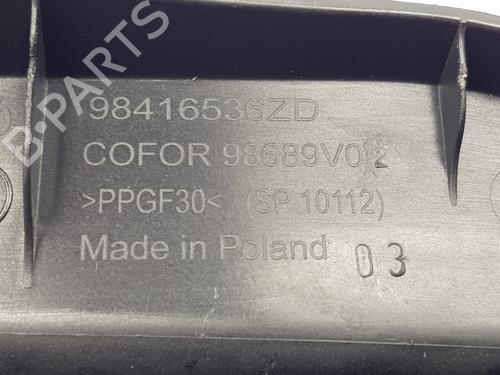 98416536ZD
COFOR 98689V012
>PPGF30< (SP 10112)
Made in Poland
03
B-PARTS